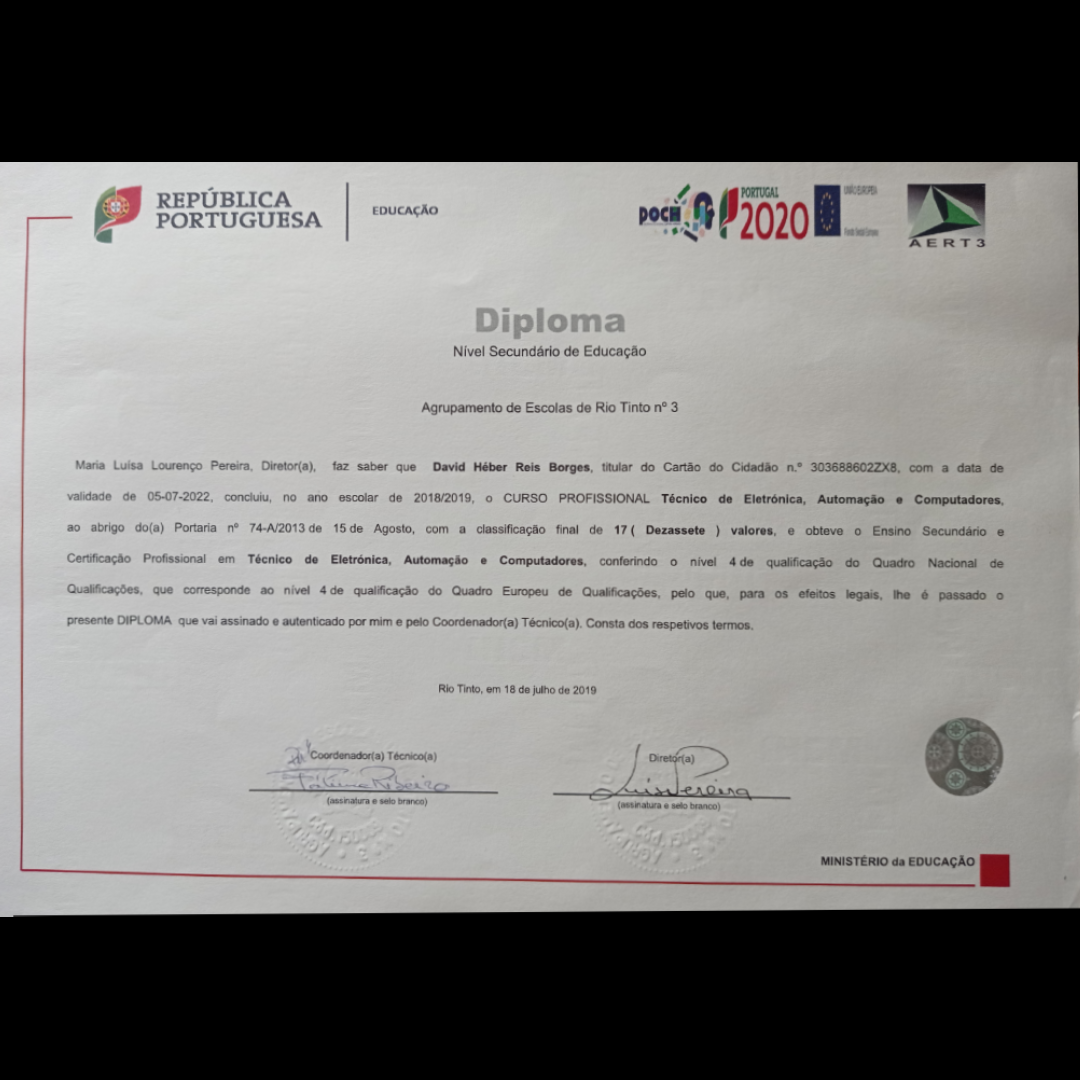 REPÚBLICA
PORTUGUESA
EDUCAÇÃO
POCH
PORTUGAL
2020
UNIÃO EUROPEIA
Fundo Social Europeu
AERT3
Diploma
Nível Secundário de Educação
Agrupamento de Escolas de Rio Tinto nº 3
Maria Luísa Lourenço Pereira, Diretor(a), faz saber que David Héber Reis Borges, titular do Cartão do Cidadão n.º 303688602ZX8, com a data de
validade de 05-07-2022, concluiu, no ano escolar de 2018/2019, o CURSO PROFISSIONAL Técnico de Eletrónica, Automação e Computadores,
ao abrigo do(a) Portaria nº 74-A/2013 de 15 de Agosto, com a classificação final de 17 ( Dezassete ) valores, e obteve o Ensino Secundário e
Certificação Profissional em Técnico de Eletrónica, Automação e Computadores, conferindo o nível 4 de qualificação do Quadro Nacional de
Qualificações, que corresponde ao nível 4 de qualificação do Quadro Europeu de Qualificações, pelo que, para os efeitos legais, lhe é passado o
presente DIPLOMA que vai assinado e autenticado por mim e pelo Coordenador(a) Técnico(a). Consta dos respetivos termos.
Rio Tinto, em 18 de julho de 2019
Coordenador(a) Técnico(a)
Fátima Ribeiro
(assinatura e selo branco)
Diretor(a)
Luísa Pereira
(assinatura e selo branco)
MINISTÉRIO da EDUCAÇÃO